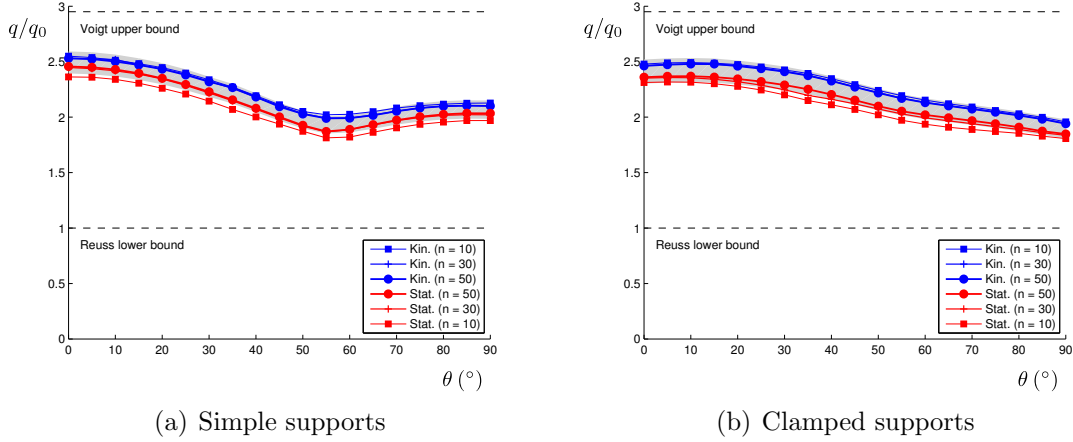 q/q0
Voigt upper bound
2.5
2
1.5
1
Reuss lower bound
0.5
0
Kin. (n = 10)
Kin. (n = 30)
Kin. (n = 50)
Stat. (n = 50)
Stat. (n = 30)
Stat. (n = 10)
0 10 20 30 40 50 60 70 80 90
θ (°)
(a) Simple supports
q/q0
Voigt upper bound
2.5
2
1.5
1
Reuss lower bound
0.5
0
Kin. (n = 10)
Kin. (n = 30)
Kin. (n = 50)
Stat. (n = 50)
Stat. (n = 30)
Stat. (n = 10)
0 10 20 30 40 50 60 70 80 90
θ (°)
(b) Clamped supports